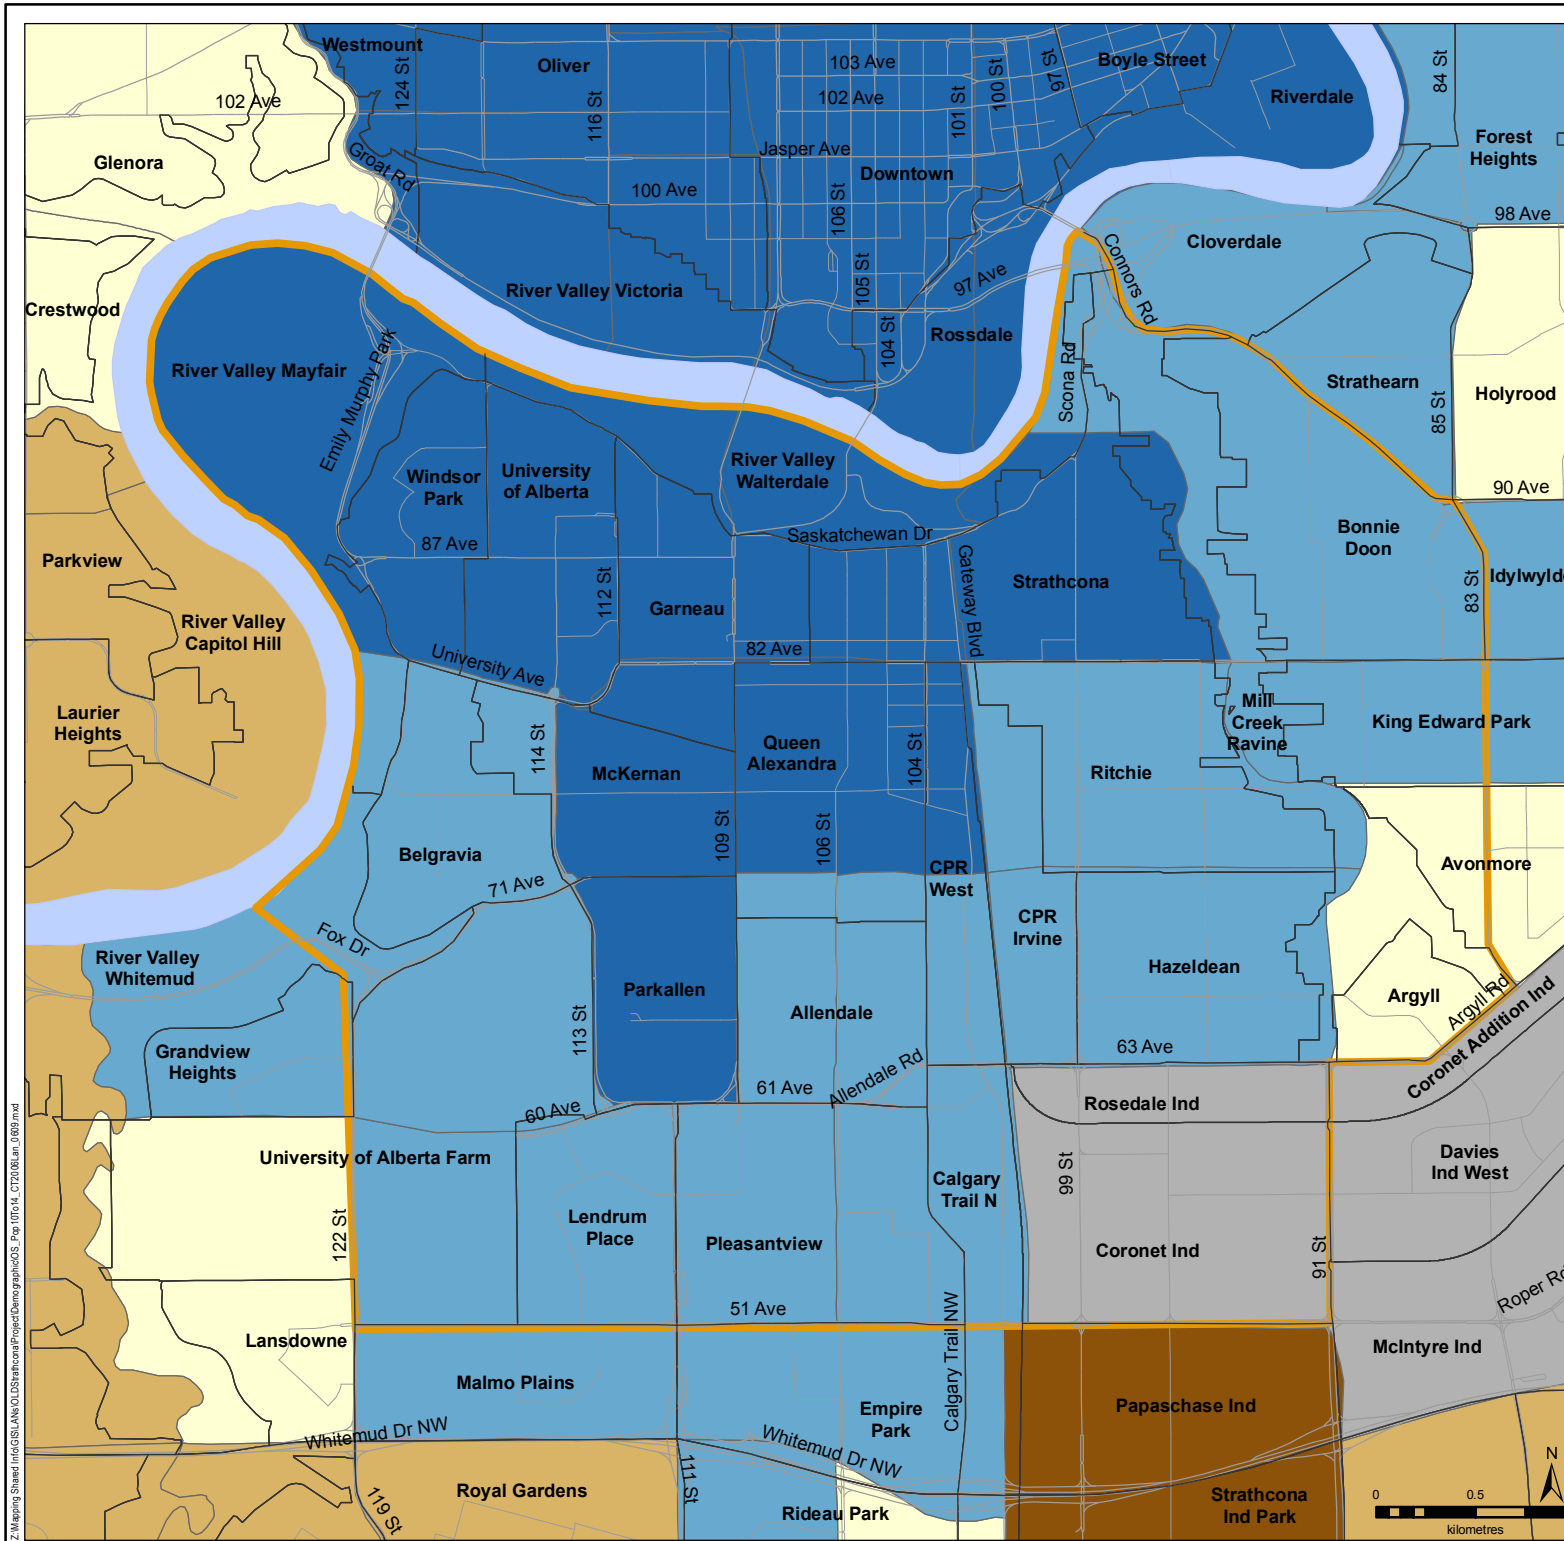 Westmount
124 St
Oliver
116 St
103 Ave
102 Ave
101 St
100 St
97 St
Boyle Street
Riverdale
84 St
Forest
Heights
102 Ave
Glenora
Groat Rd
Jasper Ave
Downtown
100 Ave
106 St
98 Ave
Cloverdale
Connors Rd
Crestwood
River Valley Victoria
105 St
97 Ave
104 St
Rossdale
Scona Rd
River Valley Mayfair
Emily Murphy Park
Strathearn
85 St
Holyrood
Windsor
Park
University
of Alberta
River Valley
Walterdale
90 Ave
Parkview
87 Ave
Saskatchewan Dr
Gateway Blvd
Strathcona
Bonnie
Doon
83 St
River Valley
Capitol Hill
112 St
Garneau
82 Ave
University Ave
Laurier
Heights
114 St
McKernan
Queen
Alexandra
104 St
Ritchie
Mill
Creek
Ravine
King Edward Park
Belgravia
109 St
106 St
71 Ave
CPR
West
Avonmore
CPR
Irvine
Fox Dr
River Valley
Whitemud
Hazeldean
Argyll
Argyll Rd
Parkallen
Allendale
113 St
Grandview
Heights
63 Ave
Coronet Addition Ind
60 Ave
61 Ave
Allendale Rd
Rosedale Ind
University of Alberta Farm
99 St
Davies
Ind West
Calgary
Trail N
122 St
Lendrum
Place
Pleasantview
Coronet Ind
91 St
51 Ave
Calgary Trail NW
Lansdowne
McIntyre Ind
Malmo Plains
Empire
Park
Papaschase Ind
Whitemud Dr NW
Whitemud Dr NW
119 St
Royal Gardens
111 St
Rideau Park
Strathcona
Ind Park
N
0 0.5
kilometres